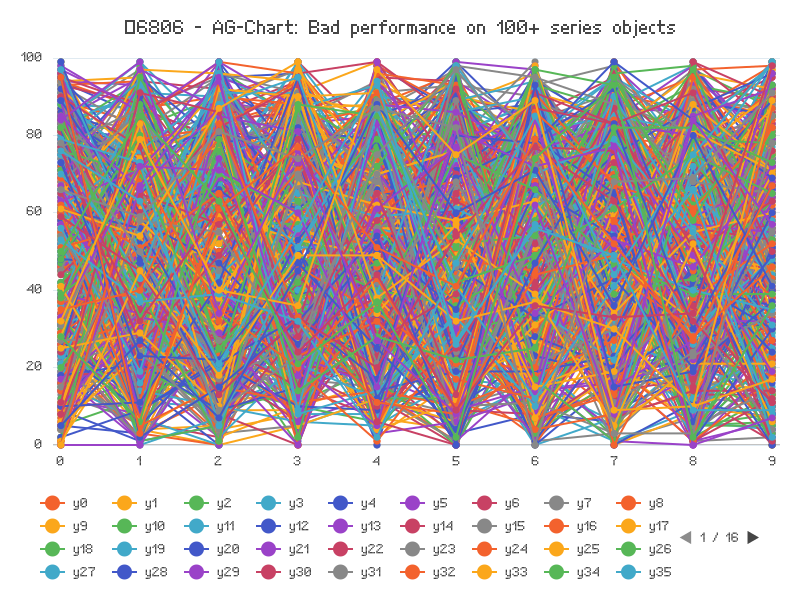 6806 - AG-Chart: Bad performance on 100+ series objects
100
80
60
40
20
0
0 1 2 3 4 5 6 7 8 9
y0 y1 y2 y3 y4 y5 y6 y7 y8
y9 y10 y11 y12 y13 y14 y15 y16 y17
y18 y19 y20 y21 y22 y23 y24 y25 y26
1 / 16
y27 y28 y29 y30 y31 y32 y33 y34 y35